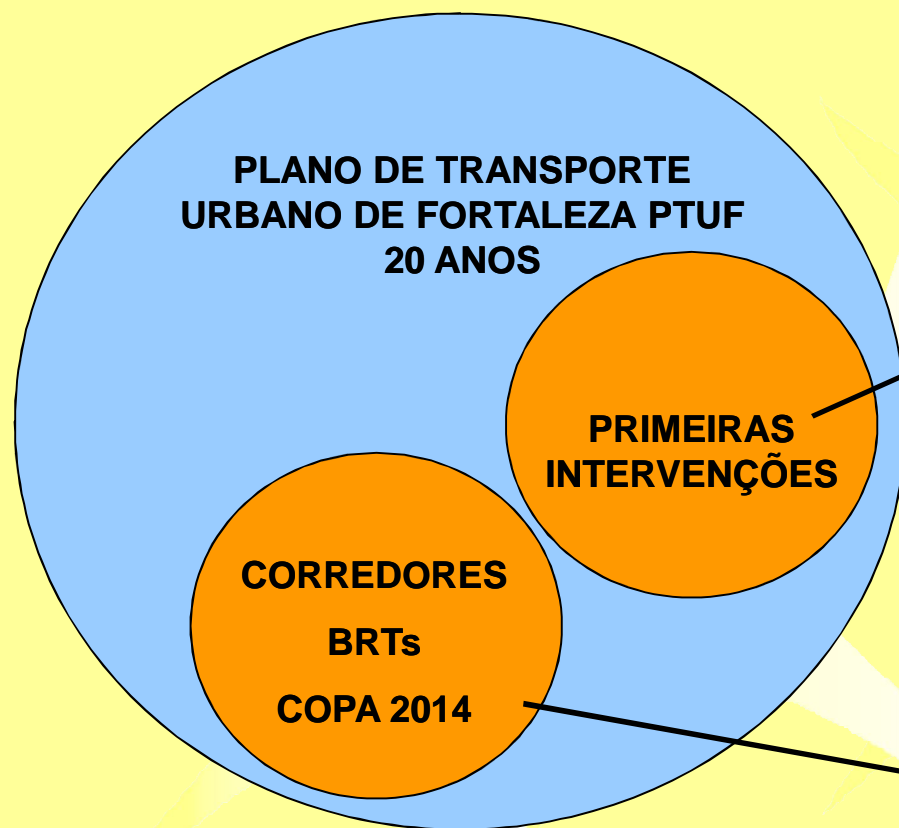 PLANO DE TRANSPORTE
URBANO DE FORTALEZA PTUF
20 ANOS
PRIMEIRAS
INTERVENÇÕES
CORREDORES
BRTs
COPA 2014